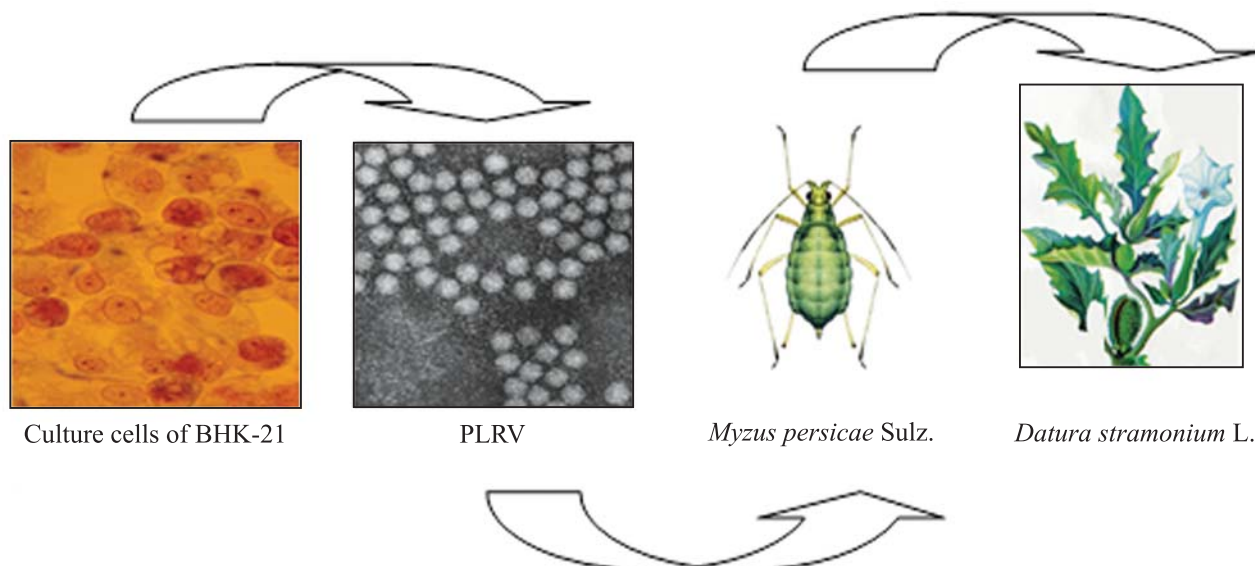 Culture cells of BHK-21
PLRV
Myzus persicae Sulz.
Datura stramonium L.